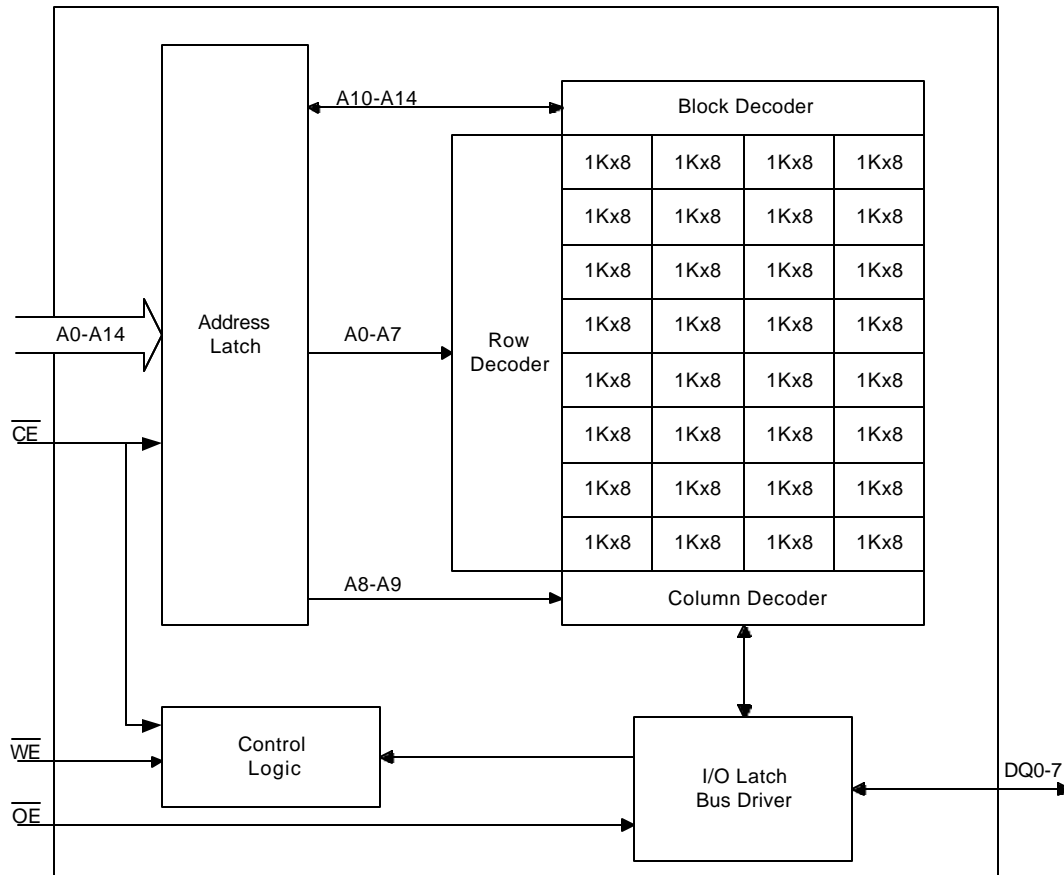 A10-A14
Block Decoder
1Kx8 1Kx8 1Kx8 1Kx8
1Kx8 1Kx8 1Kx8 1Kx8
1Kx8 1Kx8 1Kx8 1Kx8
A0-A14
Address
Latch
A0-A7
Row
Decoder
1Kx8 1Kx8 1Kx8 1Kx8
1Kx8 1Kx8 1Kx8 1Kx8
CE
1Kx8 1Kx8 1Kx8 1Kx8
1Kx8 1Kx8 1Kx8 1Kx8
1Kx8 1Kx8 1Kx8 1Kx8
A8-A9
Column Decoder
WE
Control
Logic
I/O Latch
Bus Driver
DQ0-7
OE